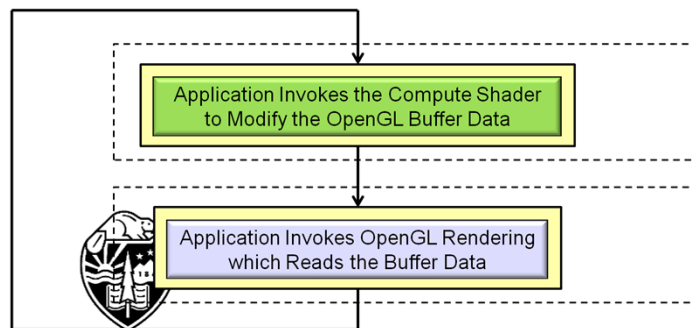 Application Invokes the Compute Shader
to Modify the OpenGL Buffer Data
Application Invokes OpenGL Rendering
which Reads the Buffer Data